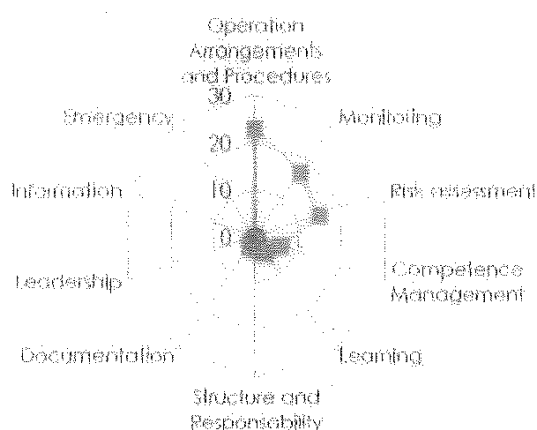 Operation
Arrangements
and Procedures
30
Emergency
Monitoring
20
Information
10
Risk assessment
0
Leadership
Competence
Management
Documentation
Learning
Structure and
Responsability